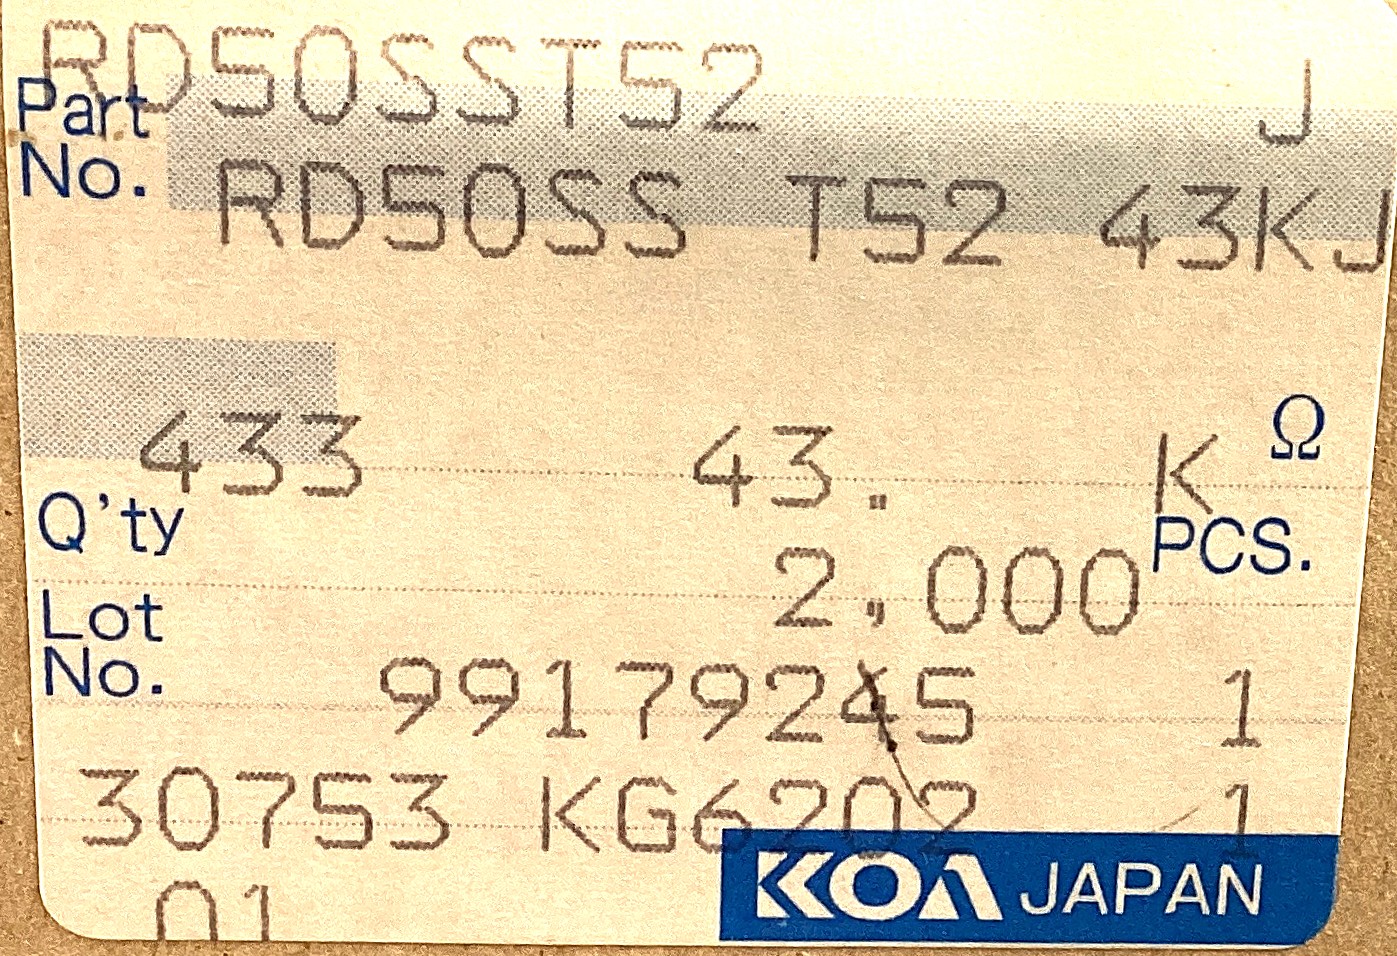 RD50SST52 J
Part
No. RD50SS T52 43KJ
433 43. K Ω
Q'ty 2,000 PCS.
Lot
No. 99179245 1
30753 KG6202 1
01
KOA JAPAN